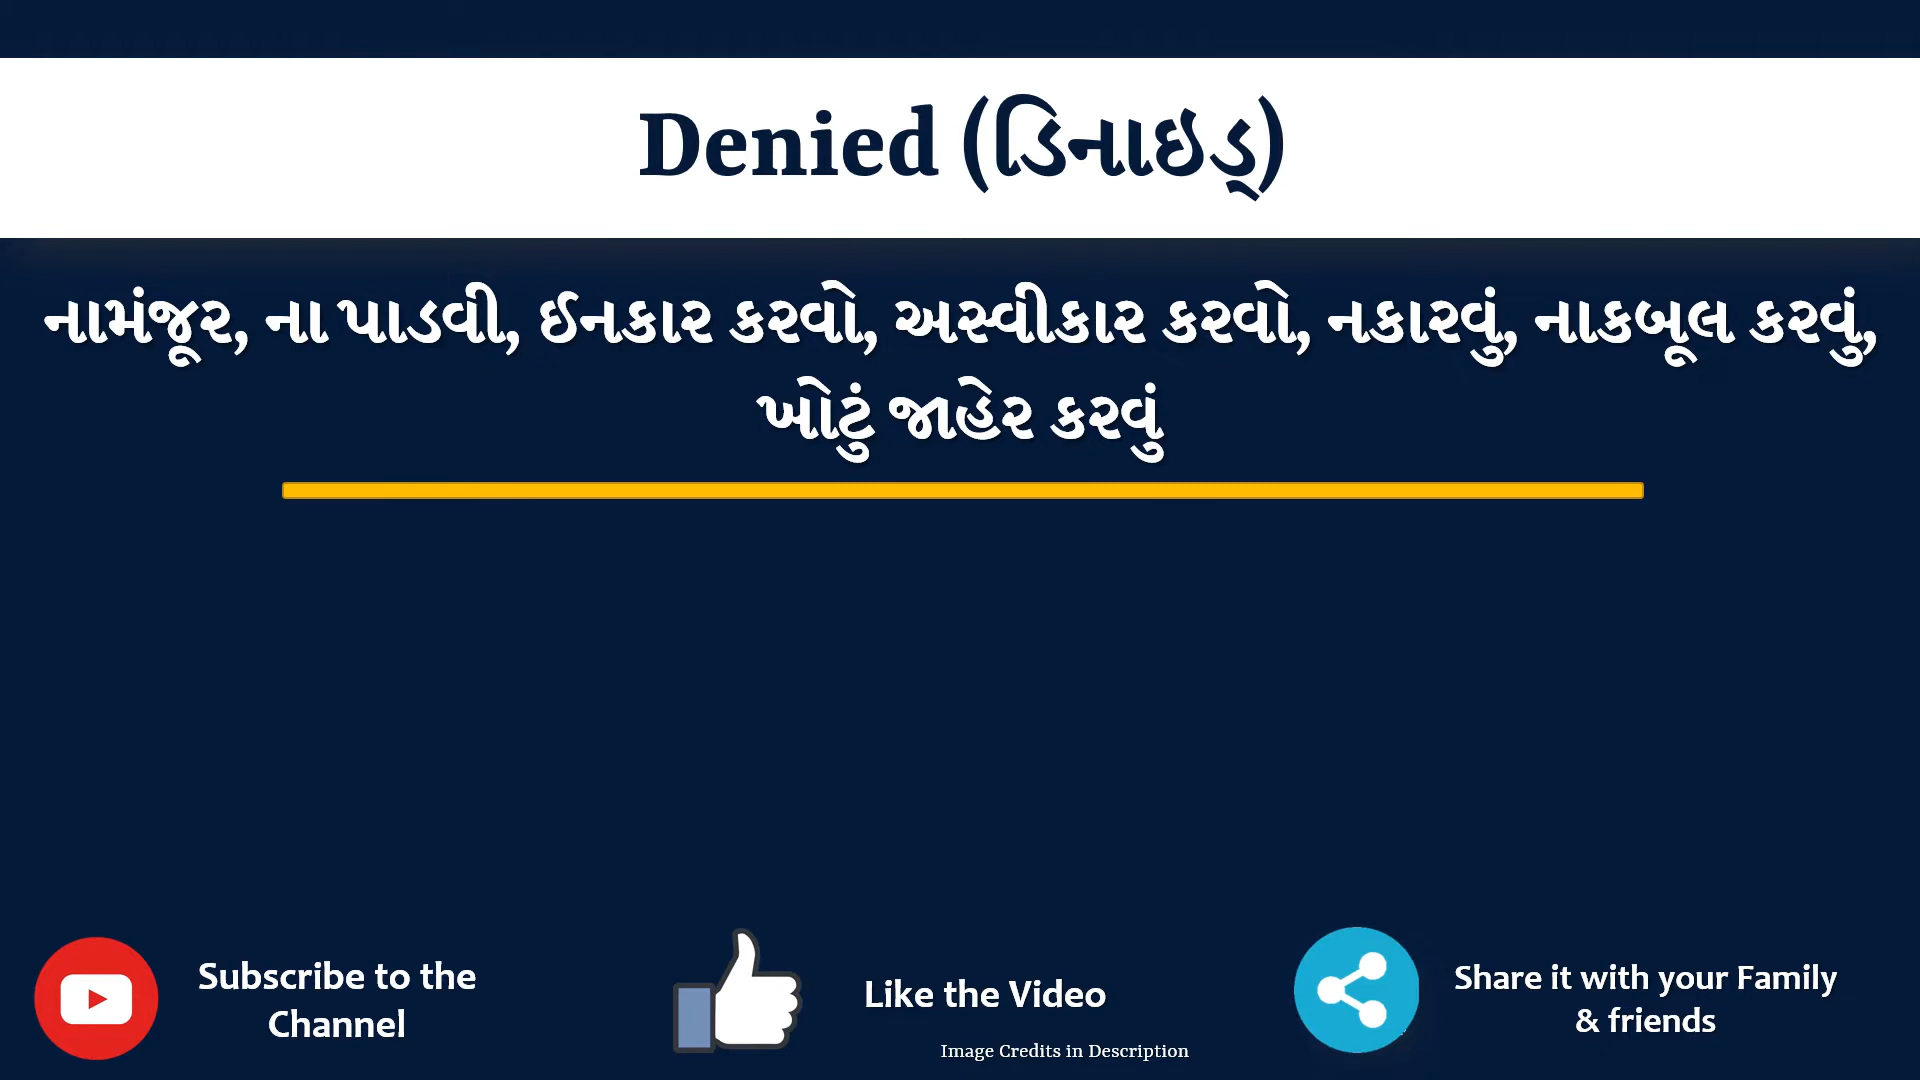 Denied (ડિનાઇડ્)
નામંજૂર, ના પાડવી, ઈનકાર કરવો, અસ્વીકાર કરવો, નકારવું, નાકબૂલ કરવું,
ખોટું જાહેર કરવું
Subscribe to the
Channel
Like the Video
Share it with your Family
& friends
Image Credits in Description